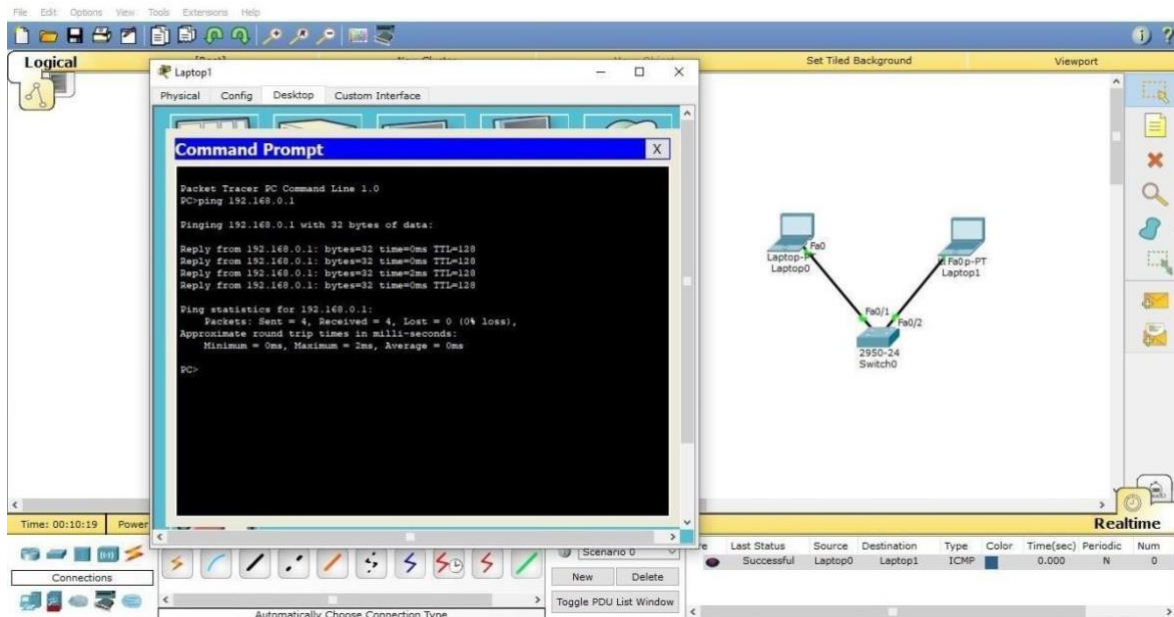 File Edit Options View Tools Extensions Help
Logical
Set Tiled Background
Viewport
Laptop1
Physical Config Desktop Custom Interface
Command Prompt
X
Packet Tracer PC Command Line 1.0
PC>ping 192.168.0.1
Pinging 192.168.0.1 with 32 bytes of data:
Reply from 192.168.0.1: bytes=32 time=0ms TTL=128
Reply from 192.168.0.1: bytes=32 time=0ms TTL=128
Reply from 192.168.0.1: bytes=32 time=2ms TTL=128
Reply from 192.168.0.1: bytes=32 time=0ms TTL=128
Ping statistics for 192.168.0.1:
Packets: Sent = 4, Received = 4, Lost = 0 (0% loss),
Approximate round trip times in milli-seconds:
Minimum = 0ms, Maximum = 2ms, Average = 0ms
PC>
Fa0
Laptop-P
Laptop0
Fa0 p-PT
Laptop1
Fa0/1
Fa0/2
2950-24
Switch0
Time: 00:10:19 Power
Realtime
Connections
Automatically Choose Connection Type
Scenario 0
New Delete
Toggle PDU List Window
re Last Status Source Destination Type Color Time(sec) Periodic Num
Successful Laptop0 Laptop1 ICMP 0.000 N 0